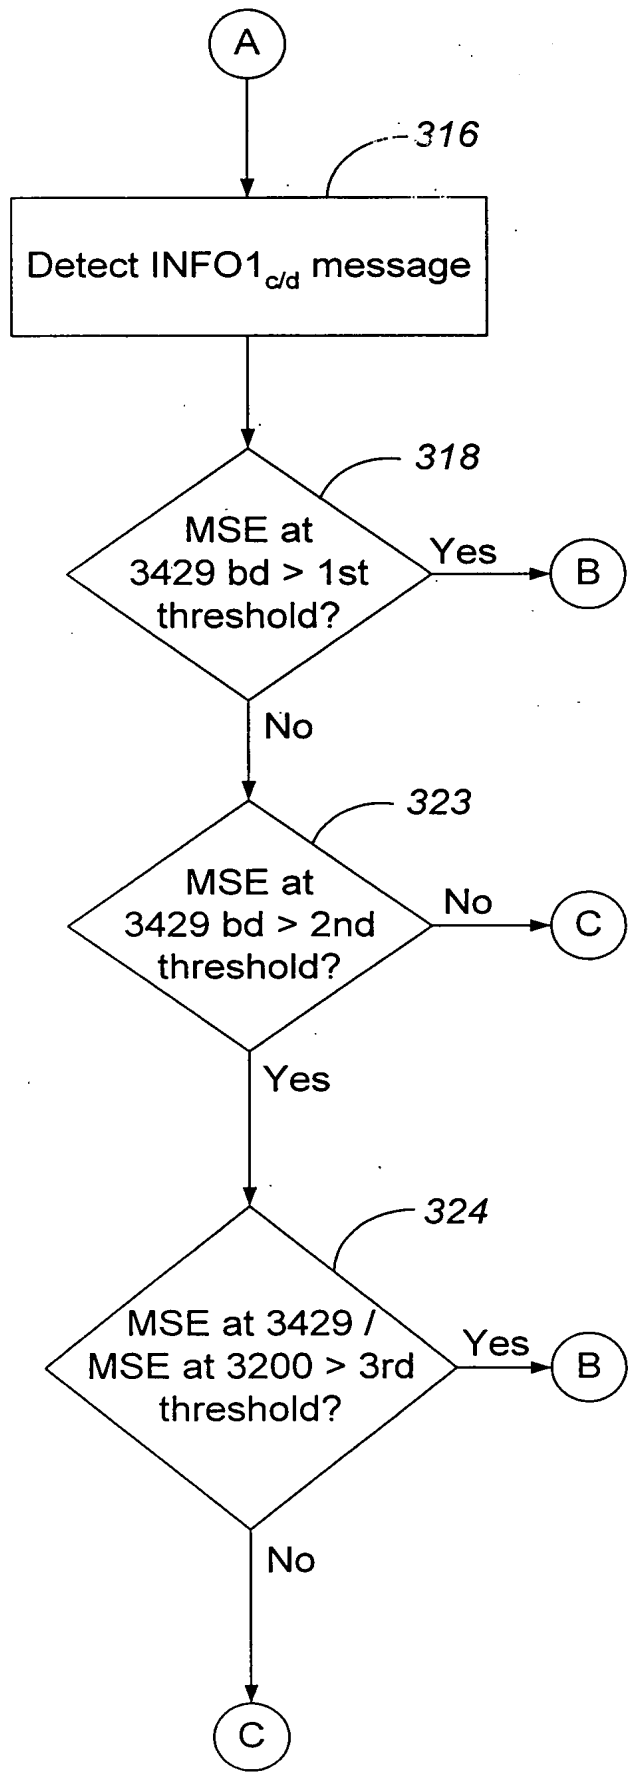 A
316
Detect INFO1c/d message
318
MSE at
3429 bd > 1st
threshold?
Yes
B
No
323
MSE at
3429 bd > 2nd
threshold?
No
C
Yes
324
MSE at 3429 /
MSE at 3200 > 3rd
threshold?
Yes
B
No
C